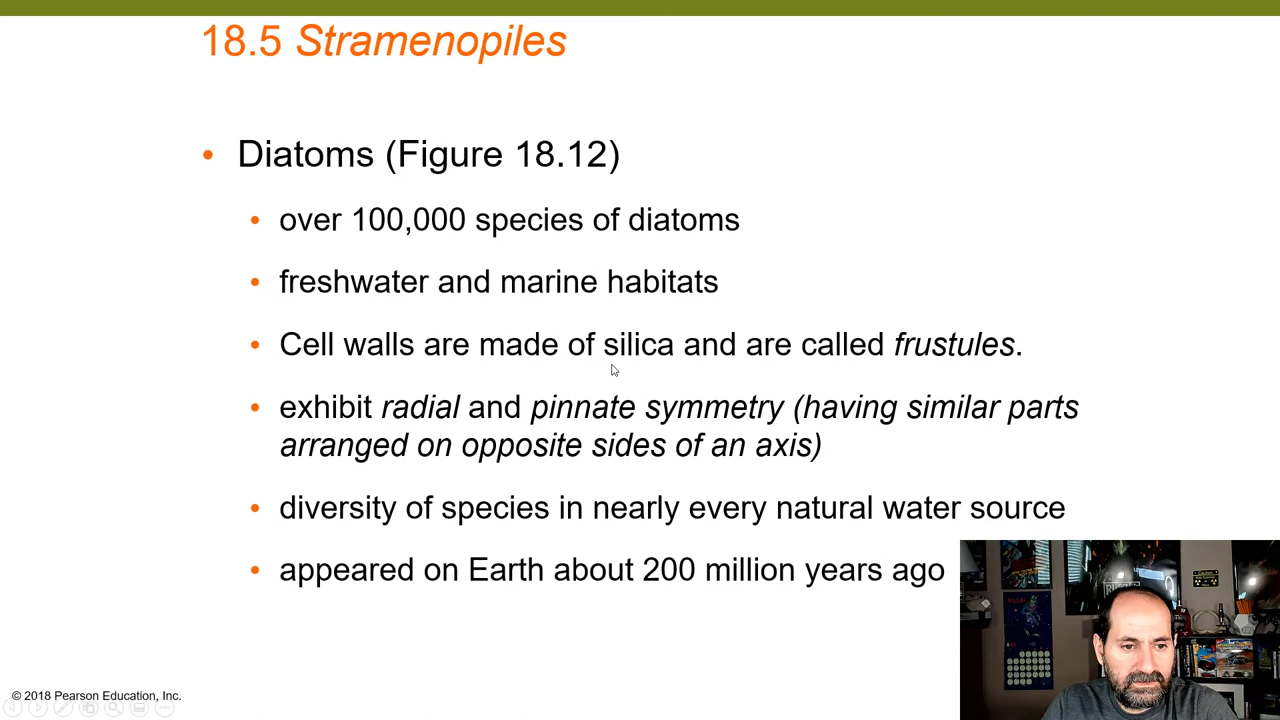 18.5 Stramenopiles
• Diatoms (Figure 18.12)
• over 100,000 species of diatoms
• freshwater and marine habitats
• Cell walls are made of silica and are called frustules.
• exhibit radial and pinnate symmetry (having similar parts
arranged on opposite sides of an axis)
• diversity of species in nearly every natural water source
• appeared on Earth about 200 million years ago
© 2018 Pearson Education, Inc.